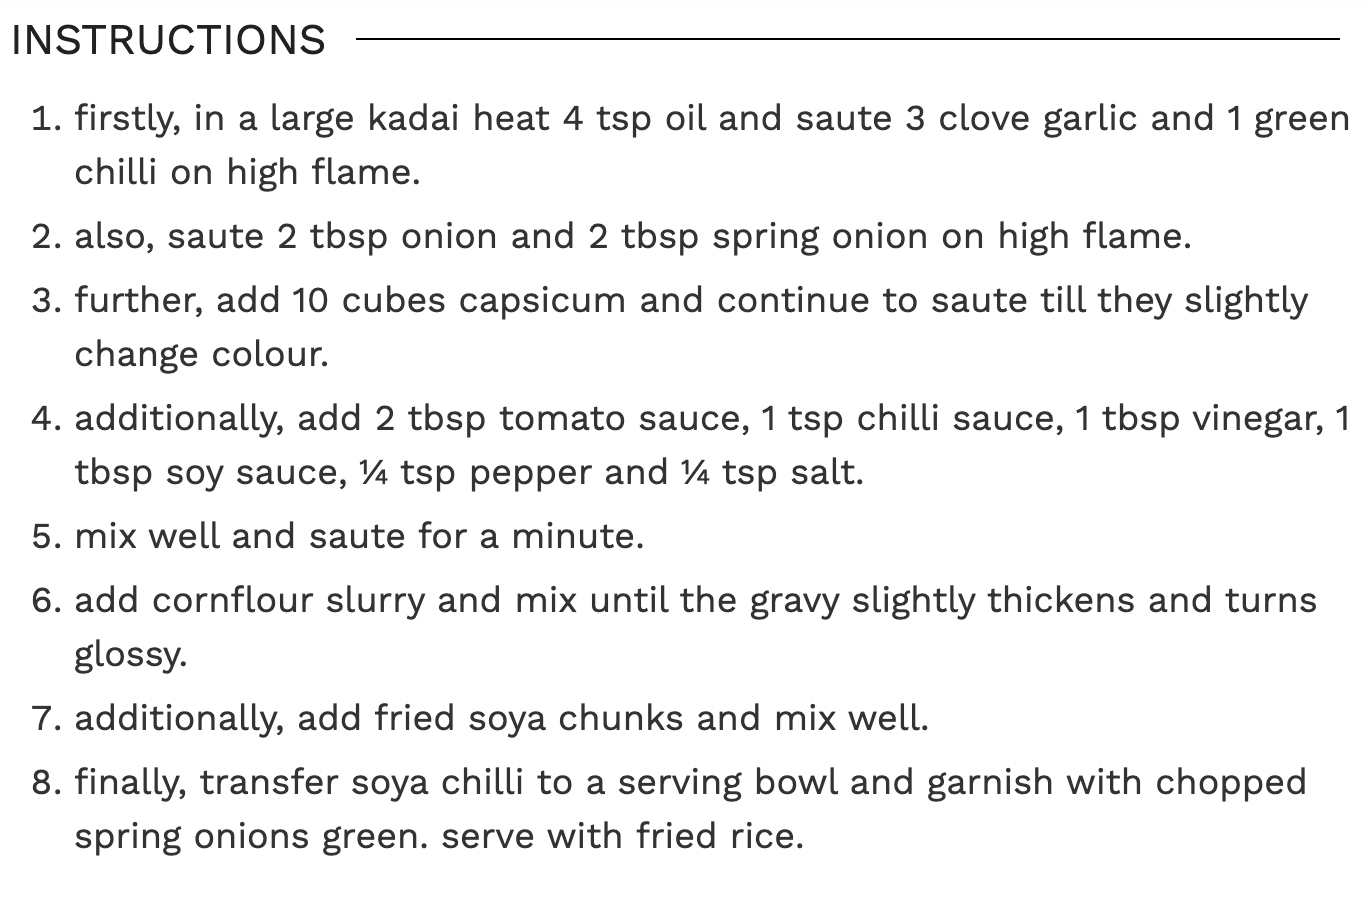 INSTRUCTIONS
1. firstly, in a large kadai heat 4 tsp oil and saute 3 clove garlic and 1 green
chilli on high flame.
2. also, saute 2 tbsp onion and 2 tbsp spring onion on high flame.
3. further, add 10 cubes capsicum and continue to saute till they slightly
change colour.
4. additionally, add 2 tbsp tomato sauce, 1 tsp chilli sauce, 1 tbsp vinegar, 1
tbsp soy sauce, ¼ tsp pepper and ¼ tsp salt.
5. mix well and saute for a minute.
6. add cornflour slurry and mix until the gravy slightly thickens and turns
glossy.
7. additionally, add fried soya chunks and mix well.
8. finally, transfer soya chilli to a serving bowl and garnish with chopped
spring onions green. serve with fried rice.